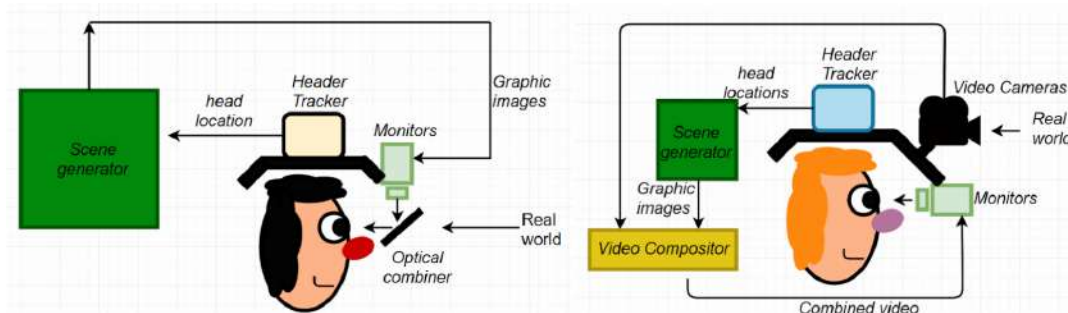 Header
Tracker
head
location
Graphic
images
Monitors
Scene
generator
Real
world
Optical
combiner
Header
Tracker
head
locations
Video Cameras
Real
world
Scene
generator
Graphic
images
Monitors
Video Compositor
Combined video